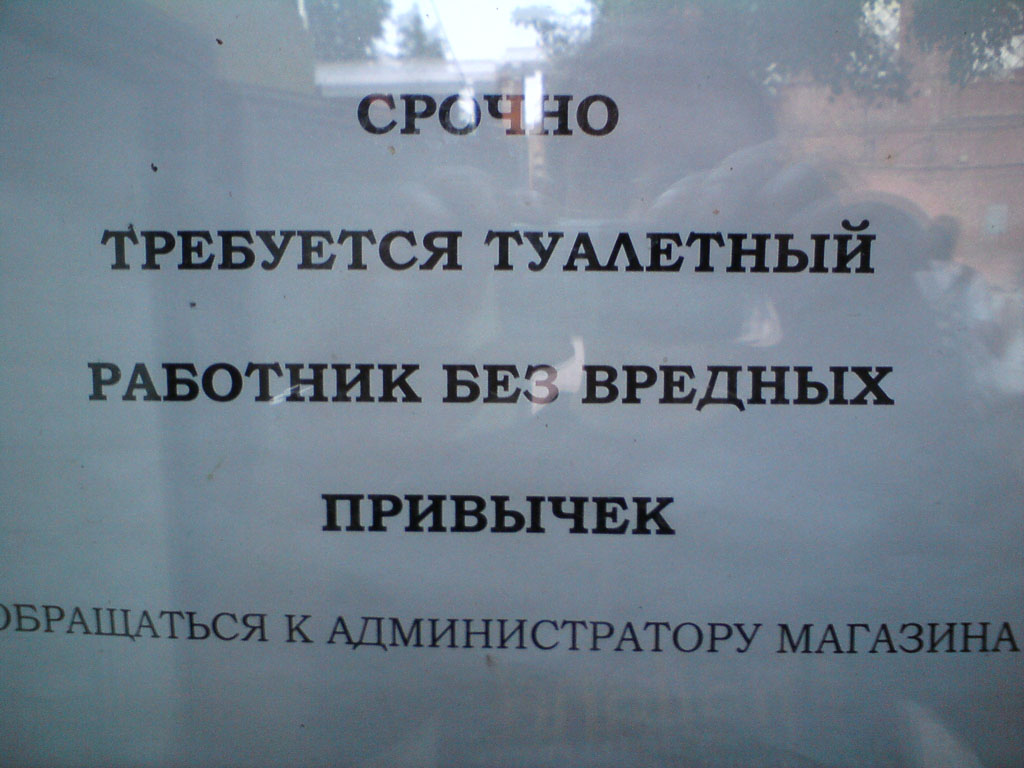 СРОЧНО
ТРЕБУЕТСЯ ТУАЛЕТНЫЙ
РАБОТНИК БЕЗ ВРЕДНЫХ
ПРИВЫЧЕК
ОБРАЩАТЬСЯ К АДМИНИСТРАТОРУ МАГАЗИНА